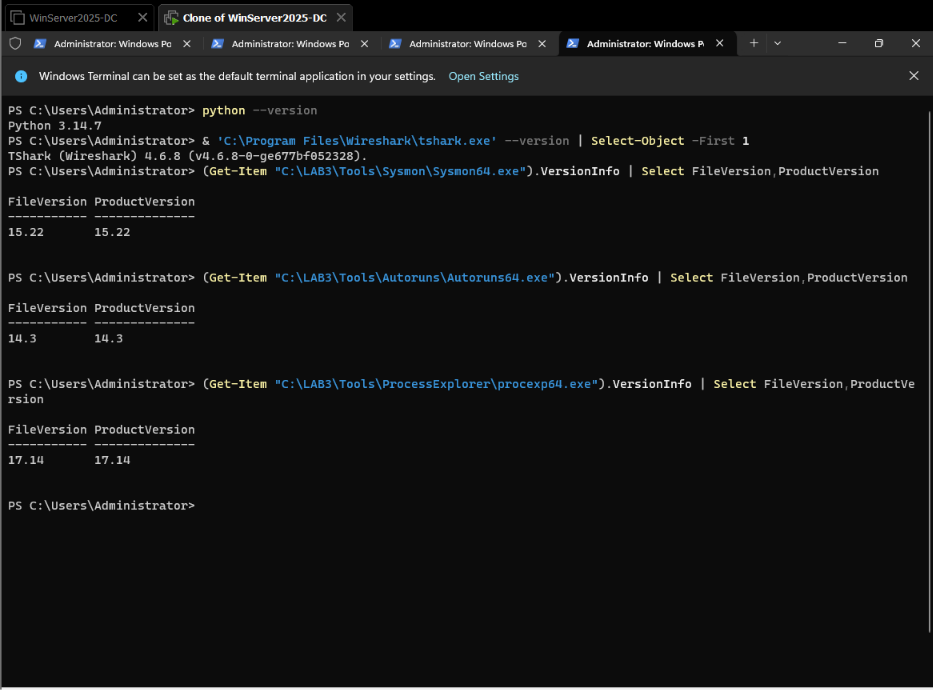 WinServer2025-DC
Clone of WinServer2025-DC
Administrator: Windows Po
Administrator: Windows Po
Administrator: Windows Po
Administrator: Windows P
Windows Terminal can be set as the default terminal application in your settings. Open Settings
PS C:\Users\Administrator> python --version
Python 3.14.7
PS C:\Users\Administrator> & 'C:\Program Files\Wireshark\tshark.exe' --version | Select-Object -First 1
TShark (Wireshark) 4.6.8 (v4.6.8-0-ge677bf052328).
PS C:\Users\Administrator> (Get-Item "C:\LAB3\Tools\Sysmon\Sysmon64.exe").VersionInfo | Select FileVersion,ProductVersion
FileVersion ProductVersion
----------- --------------
15.22 15.22
PS C:\Users\Administrator> (Get-Item "C:\LAB3\Tools\Autoruns\Autoruns64.exe").VersionInfo | Select FileVersion,ProductVersion
FileVersion ProductVersion
----------- --------------
14.3 14.3
PS C:\Users\Administrator> (Get-Item "C:\LAB3\Tools\ProcessExplorer\procexp64.exe").VersionInfo | Select FileVersion,ProductVe
rsion
FileVersion ProductVersion
----------- --------------
17.14 17.14
PS C:\Users\Administrator>